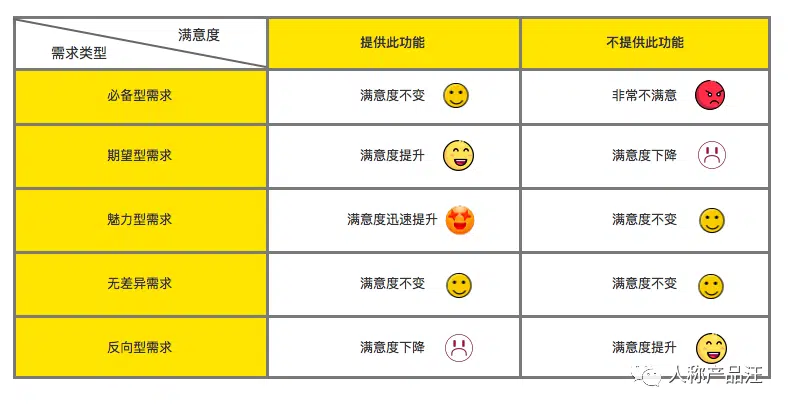 满意度
需求类型
提供此功能
不提供此功能
必备型需求
满意度不变
非常不满意
期望型需求
满意度提升
满意度下降
魅力型需求
满意度迅速提升
满意度不变
无差异需求
满意度不变
满意度不变
反向型需求
满意度下降
满意度提升
人称产品汪